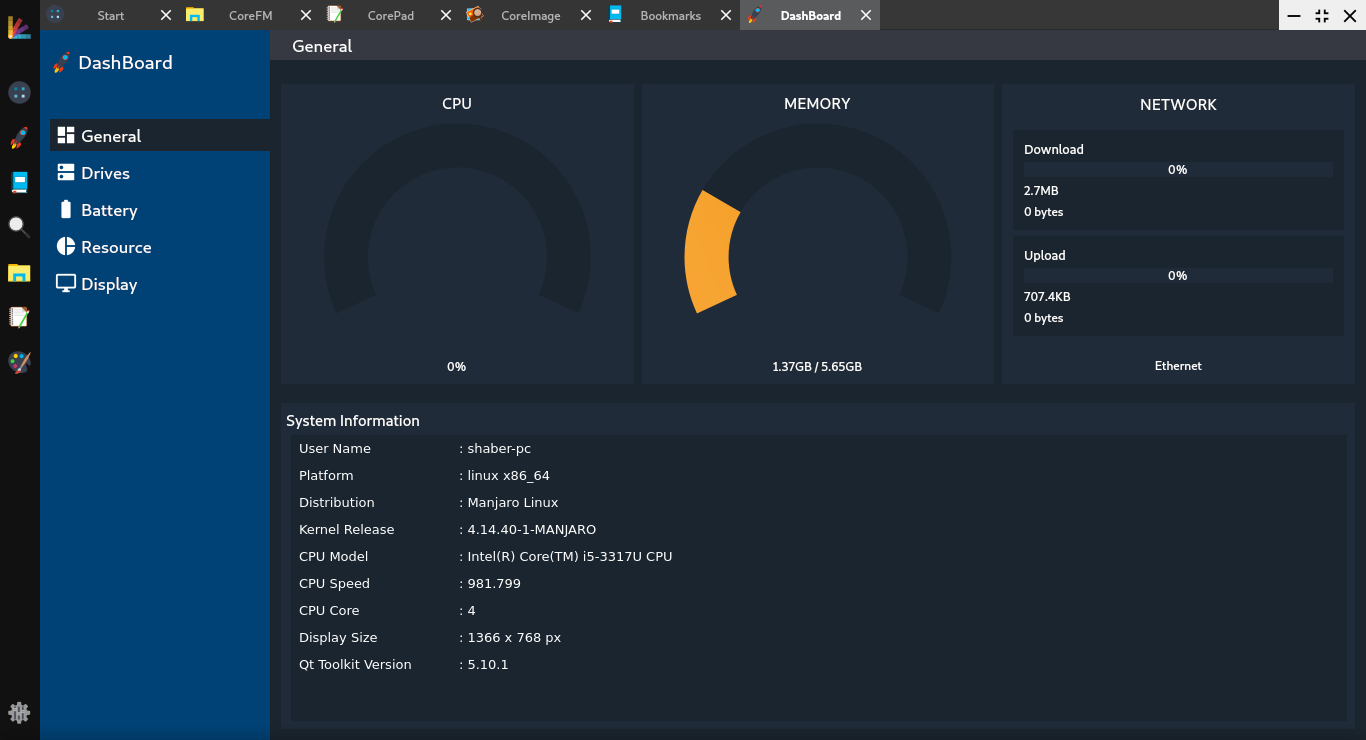 Start CoreFM CorePad CoreImage Bookmarks DashBoard
DashBoard
General
Drives
Battery
Resource
Display
General
CPU
0%
MEMORY
1.37GB / 5.65GB
NETWORK
Download
0%
2.7MB
0 bytes
Upload
0%
707.4KB
0 bytes
Ethernet
System Information
User Name : shaber-pc
Platform : linux x86_64
Distribution : Manjaro Linux
Kernel Release : 4.14.40-1-MANJARO
CPU Model : Intel(R) Core(TM) i5-3317U CPU
CPU Speed : 981.799
CPU Core : 4
Display Size : 1366 x 768 px
Qt Toolkit Version : 5.10.1